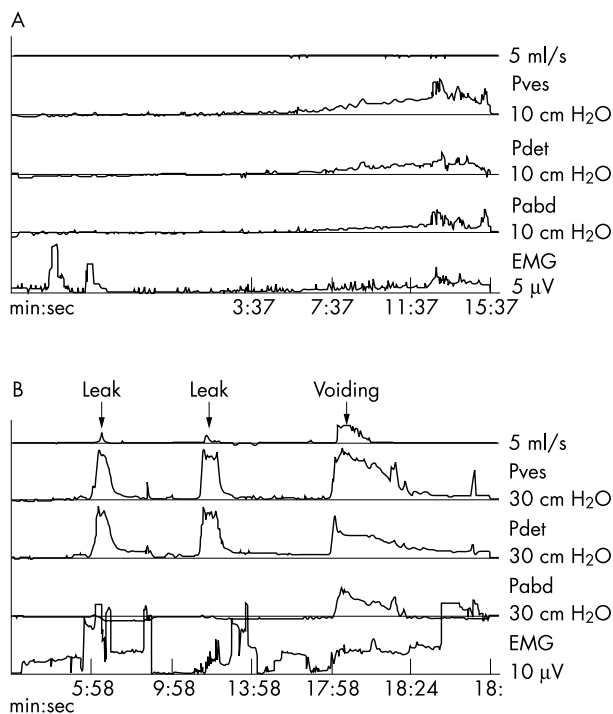 A
5 ml/s
Pves
10 cm H₂O
Pdet
10 cm H₂O
Pabd
10 cm H₂O
EMG
5 μV
min:sec 3:37 7:37 11:37 15:37
B Leak Leak Voiding
5 ml/s
Pves
30 cm H₂O
Pdet
30 cm H₂O
Pabd
30 cm H₂O
EMG
10 μV
5:58 9:58 13:58 17:58 18:24 18:
min:sec